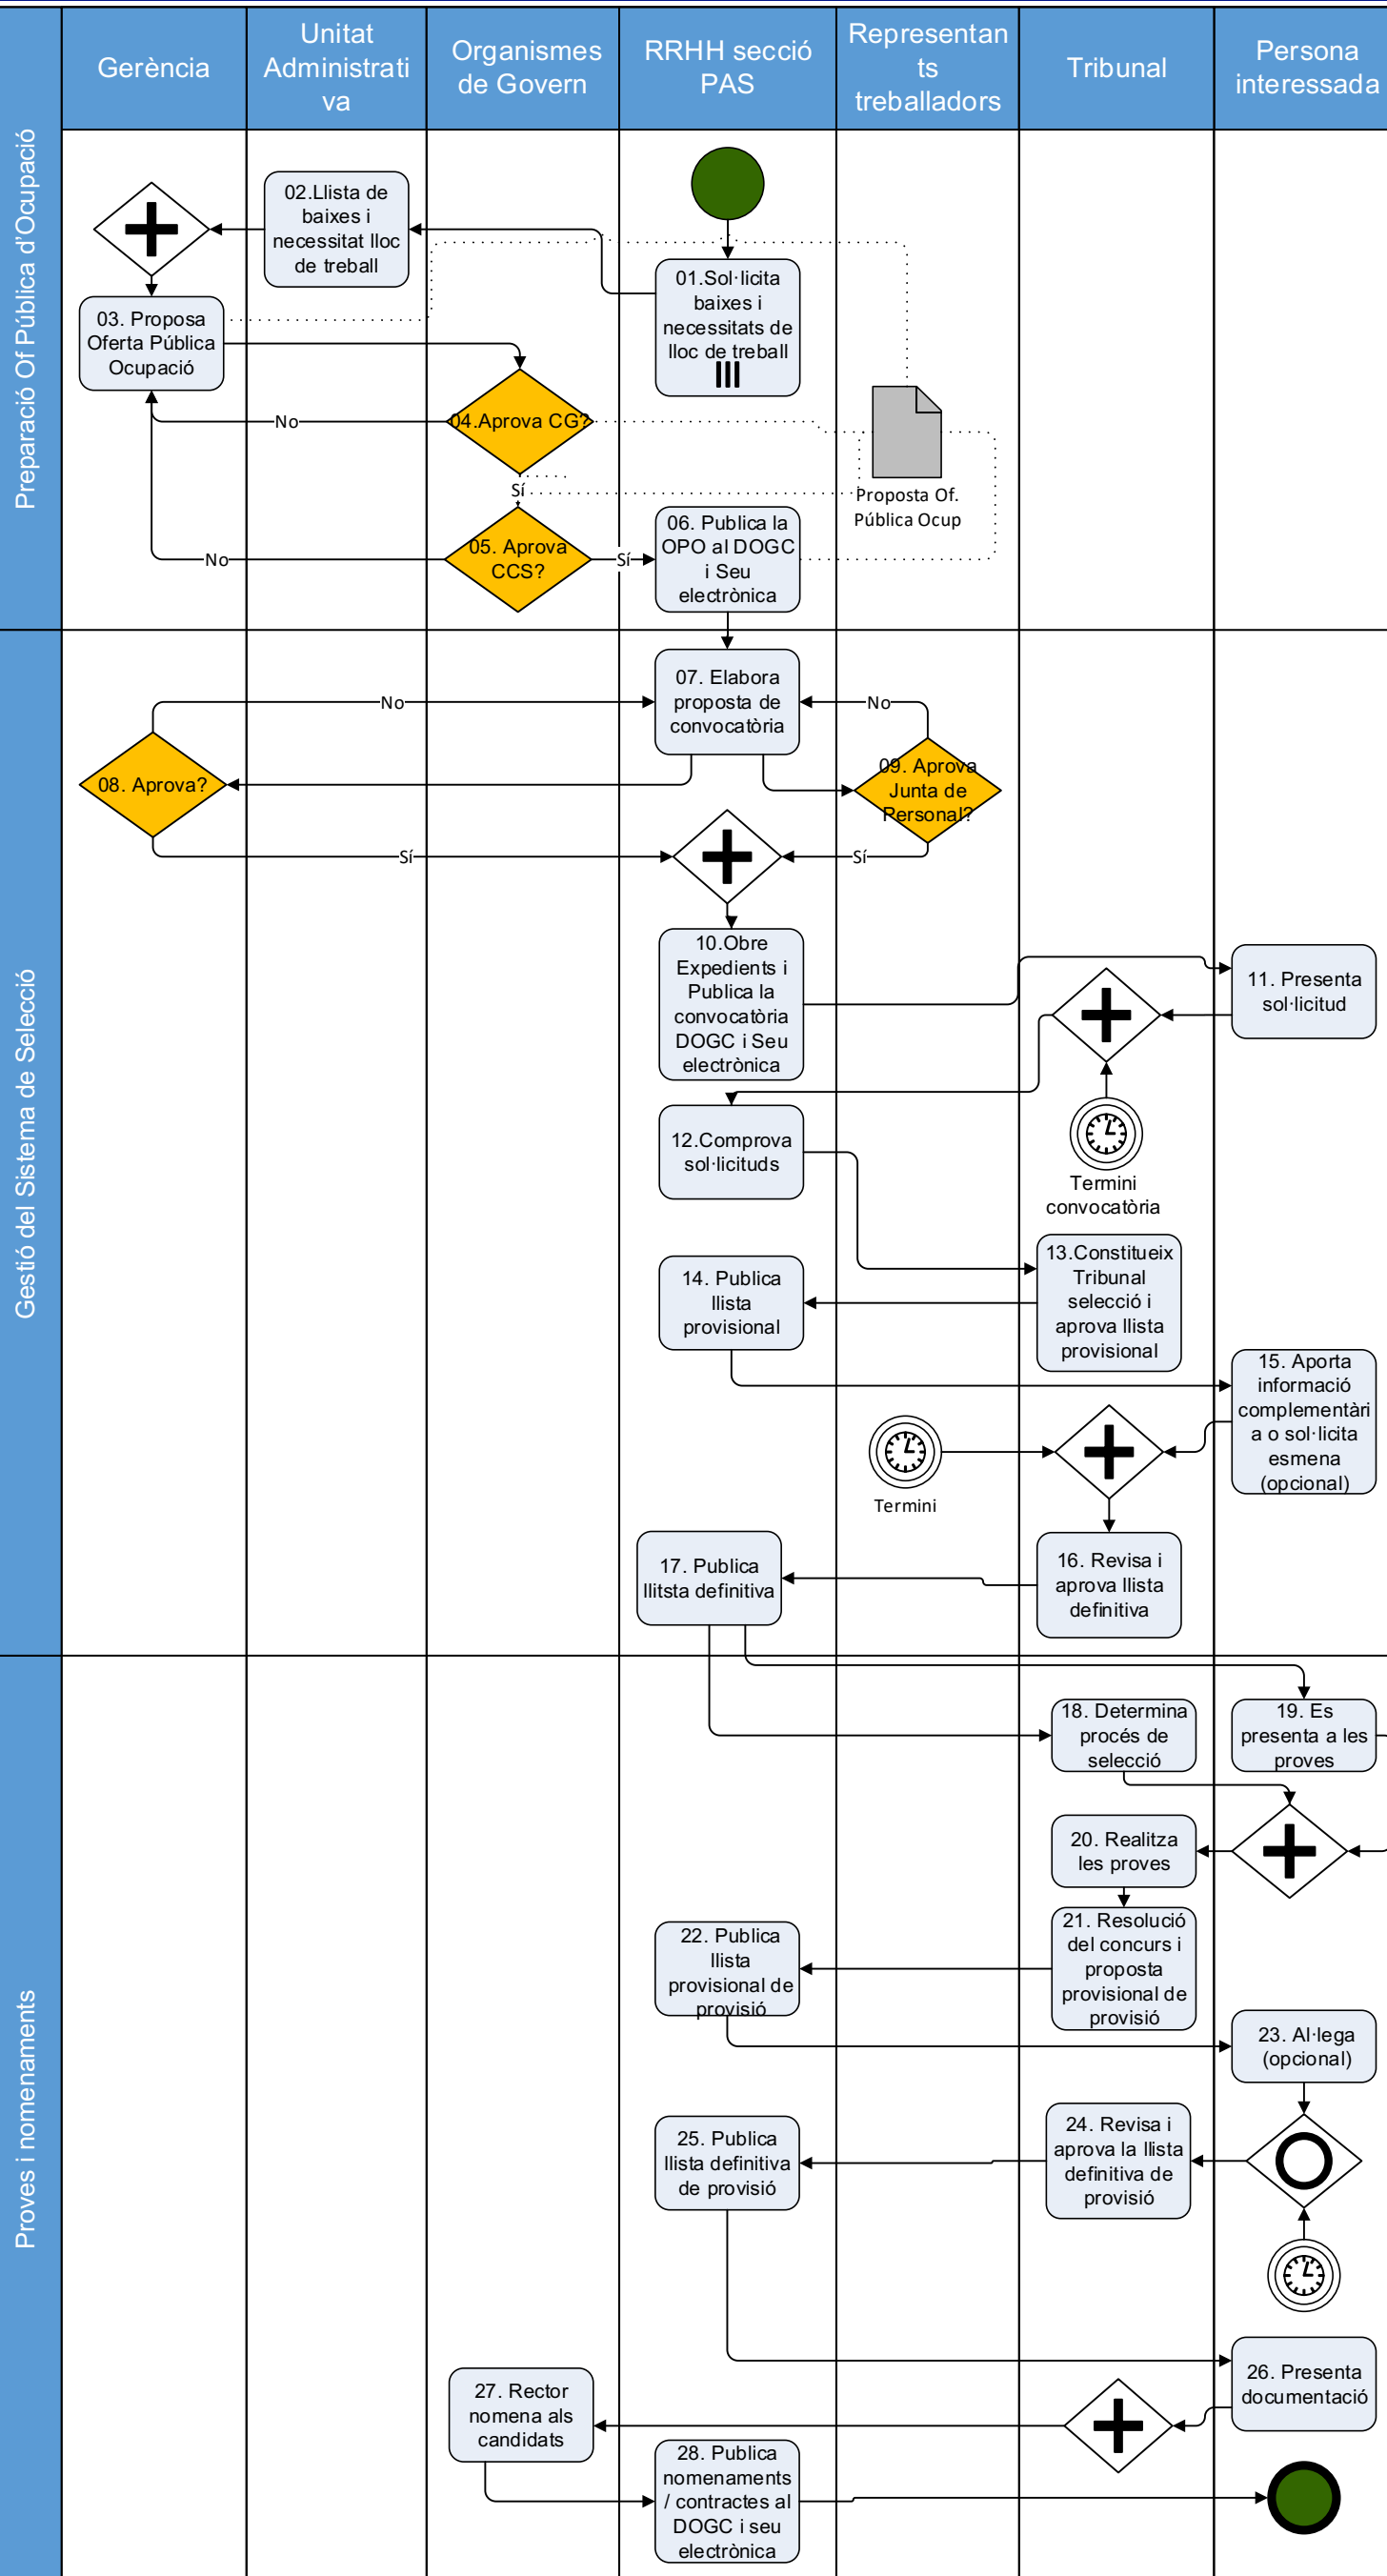 Gerència
Unitat
Administrati
va
Organismes
de Govern
RRHH secció
PAS
Representan
ts
treballadors
Tribunal
Persona
interessada
Preparació Of Pública d'Ocupació
02.Llista de
baixes i
necessitat lloc
de treball
01.Sol·licita
baixes i
necessitats de
lloc de treball
03. Proposa
Oferta Pública
Ocupació
04.Aprova CG?
No
Sí
Proposta Of.
Pública Ocup
05. Aprova
CCS?
No
Sí
06. Publica la
OPO al DOGC
i Seu
electrònica
Gestió del Sistema de Selecció
07. Elabora
proposta de
convocatòria
No
No
08. Aprova?
09. Aprova
Junta de
Personal?
Sí
Sí
10.Obre
Expedients i
Publica la
convocatòria
DOGC i Seu
electrònica
11. Presenta
sol·licitud
12.Comprova
sol·licituds
Termini
convocatòria
13.Constitueix
Tribunal
selecció i
aprova llista
provisional
14. Publica
llista
provisional
15. Aporta
informació
complementàri
a o sol·licita
esmena
(opcional)
Termini
16. Revisa i
aprova llista
definitiva
17. Publica
llitsta definitiva
Proves i nomenaments
18. Determina
procés de
selecció
19. Es
presenta a les
proves
20. Realitza
les proves
21. Resolució
del concurs i
proposta
provisional de
provisió
22. Publica
llista
provisional de
provisió
23. Al·lega
(opcional)
24. Revisa i
aprova la llista
definitiva de
provisió
25. Publica
llista definitiva
de provisió
26. Presenta
documentació
27. Rector
nomena als
candidats
28. Publica
nomenaments
/ contractes al
DOGC i seu
electrònica